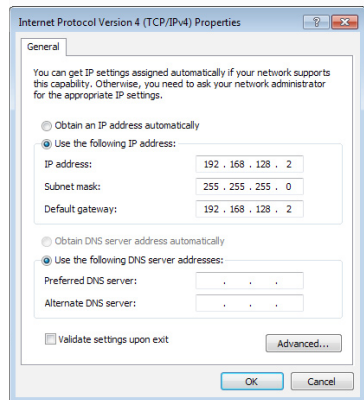 Internet Protocol Version 4 (TCP/IPv4) Properties
General
You can get IP settings assigned automatically if your network supports
this capability. Otherwise, you need to ask your network administrator
for the appropriate IP settings.
Obtain an IP address automatically
Use the following IP address:
IP address: 192 . 168 . 128 . 2
Subnet mask: 255 . 255 . 255 . 0
Default gateway: 192 . 168 . 128 . 2
Obtain DNS server address automatically
Use the following DNS server addresses:
Preferred DNS server: . . .
Alternate DNS server: . . .
Validate settings upon exit
Advanced...
OK Cancel